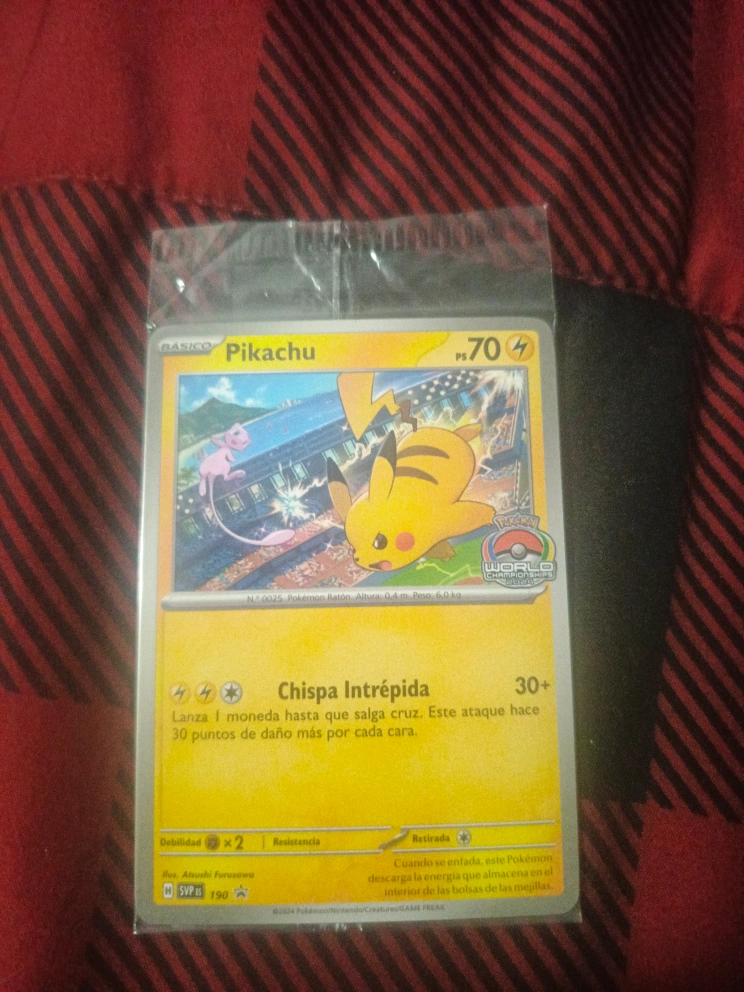 BÁSICO Pikachu PS 70
POKÉMON
WORLD
CHAMPIONSHIPS
2024
N.º 0025 Pokémon Ratón. Altura: 0,4 m. Peso: 6,0 kg
Chispa Intrépida 30+
Lanza 1 moneda hasta que salga cruz. Este ataque hace
30 puntos de daño más por cada cara.
Debilidad ×2 Resistencia Retirada
Ilus. Atsushi Furusawa
Cuando se enfada, este Pokémon
descarga la energía que almacena en el
interior de las bolsas de las mejillas.
H SVP ES 190
©2024 Pokémon/Nintendo/Creatures/GAME FREAK